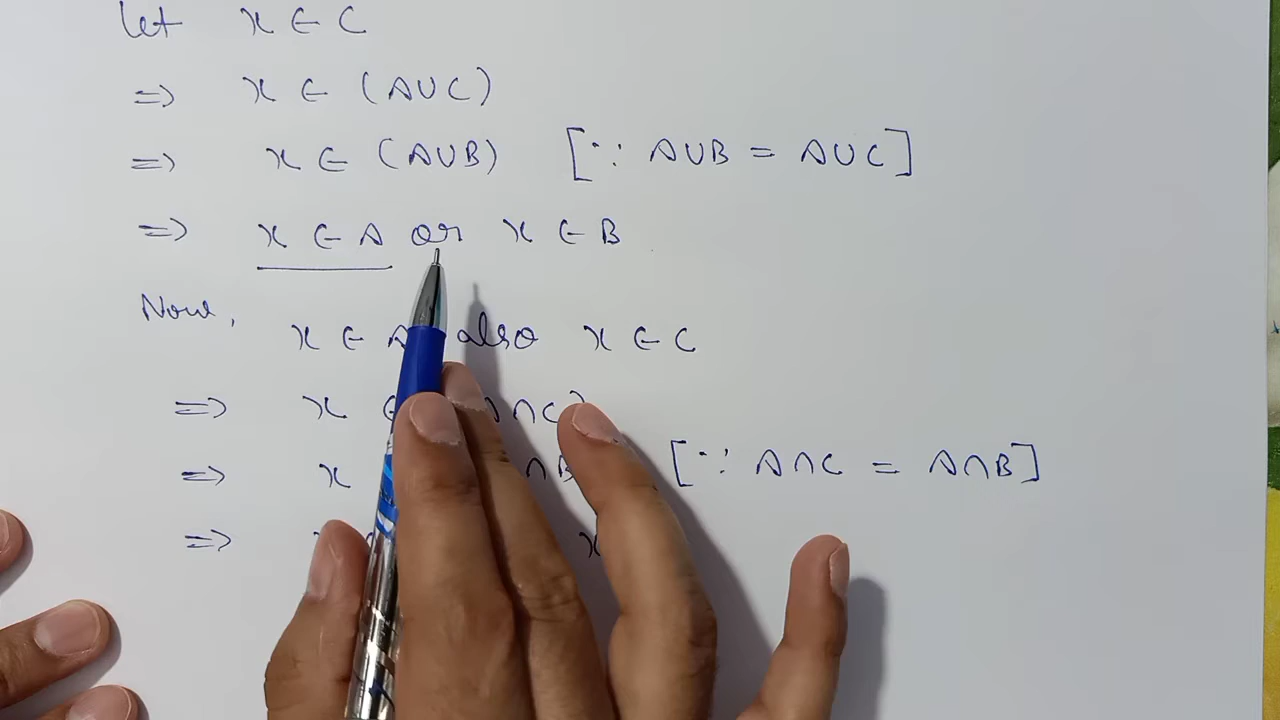 let x ∈ C
=> x ∈ (A∪C)
=> x ∈ (A∪B) [∵ A∪B = A∪C]
=> x ∈ A or x ∈ B
Now, x ∈ A also x ∈ C
=> x ∈ ∩C)
=> x ∩B [∵ A∩C = A∩B]
=> x